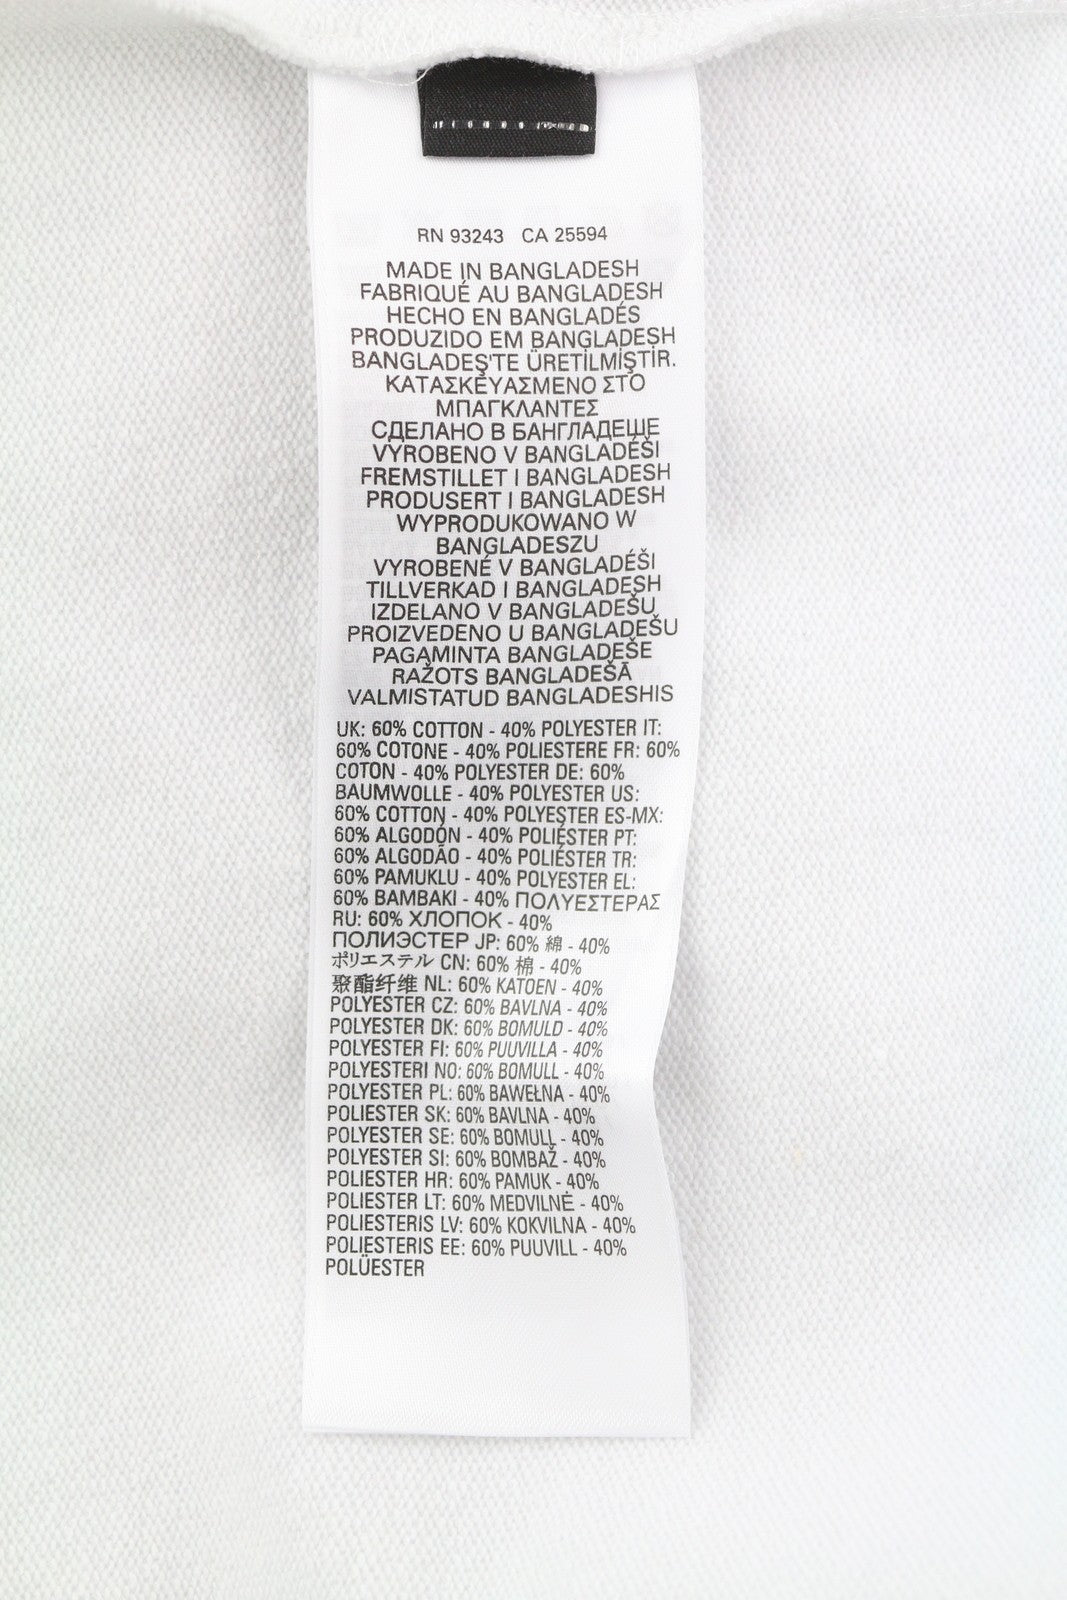 RN 93243 CA 25594
MADE IN BANGLADESH
FABRIQUÉ AU BANGLADESH
HECHO EN BANGLADÉS
PRODUZIDO EM BANGLADESH
BANGLADEŞ'TE ÜRETİLMİŞTİR.
ΚΑΤΑΣΚΕΥΑΣΜΕΝΟ ΣΤΟ
ΜΠΑΓΚΛΑΝΤΕΣ
СДЕЛАНО В БАНГЛАДЕШЕ
VYROBENO V BANGLADÉŠI
FREMSTILLET I BANGLADESH
PRODUSERT I BANGLADESH
WYPRODUKOWANO W
BANGLADESZU
VYROBENÉ V BANGLADÉŠI
TILLVERKAD I BANGLADESH
IZDELANO V BANGLADEŠU
PROIZVEDENO U BANGLADEŠU
PAGAMINTA BANGLADEŠE
RAŽOTS BANGLADEŠĀ
VALMISTATUD BANGLADESHIS
UK: 60% COTTON - 40% POLYESTER IT:
60% COTONE - 40% POLIESTERE FR: 60%
COTON - 40% POLYESTER DE: 60%
BAUMWOLLE - 40% POLYESTER US:
60% COTTON - 40% POLYESTER ES-MX:
60% ALGODÓN - 40% POLIÉSTER PT:
60% ALGODÃO - 40% POLIÉSTER TR:
60% PAMUKLU - 40% POLYESTER EL:
60% BAMBAKI - 40% ΠΟΛΥΕΣΤΕΡΑΣ
RU: 60% ХЛОПОК - 40%
ПОЛИЭСТЕР JP: 60% 綿 - 40%
ポリエステル CN: 60% 棉 - 40%
聚酯纤维 NL: 60% KATOEN - 40%
POLYESTER CZ: 60% BAVLNA - 40%
POLYESTER DK: 60% BOMULD - 40%
POLYESTER FI: 60% PUUVILLA - 40%
POLYESTERI NO: 60% BOMULL - 40%
POLYESTER PL: 60% BAWEŁNA - 40%
POLIESTER SK: 60% BAVLNA - 40%
POLYESTER SE: 60% BOMULL - 40%
POLYESTER SI: 60% BOMBAŽ - 40%
POLIESTER HR: 60% PAMUK - 40%
POLIESTER LT: 60% MEDVILNĖ - 40%
POLIESTERIS LV: 60% KOKVILNA - 40%
POLIESTERIS EE: 60% PUUVILL - 40%
POLÜESTER